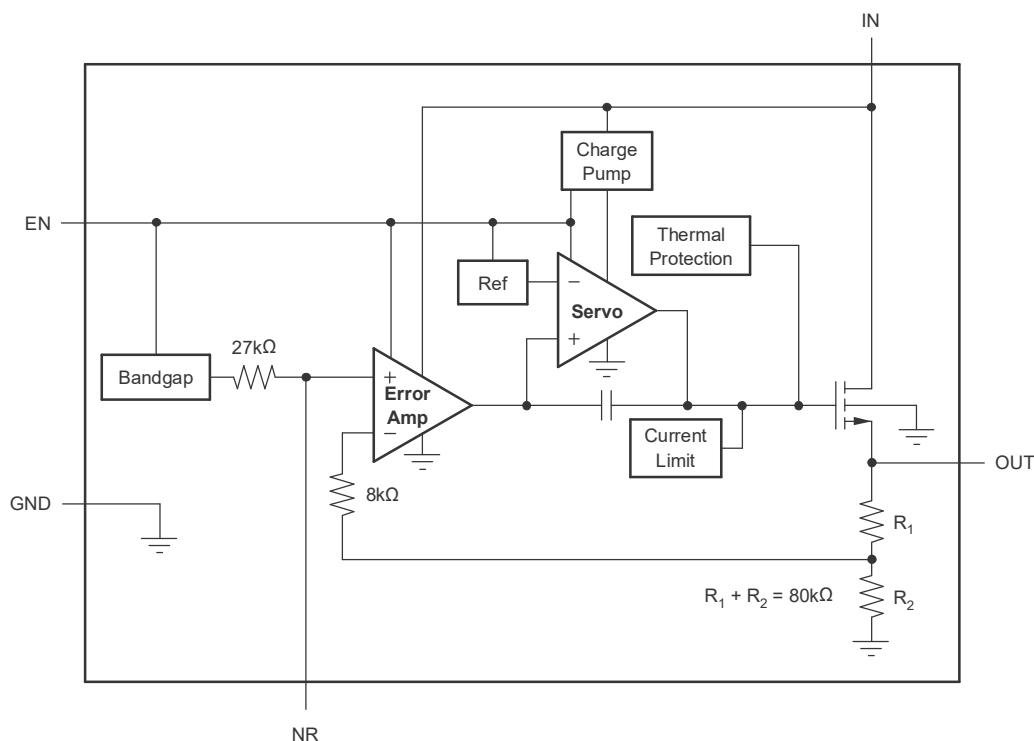 IN
Charge
Pump
EN
Thermal
Protection
Ref
−
Servo
+
27kΩ
Bandgap
+
Error
Amp
−
Current
Limit
OUT
8kΩ
GND
R₁
R₁ + R₂ = 80kΩ
R₂
NR